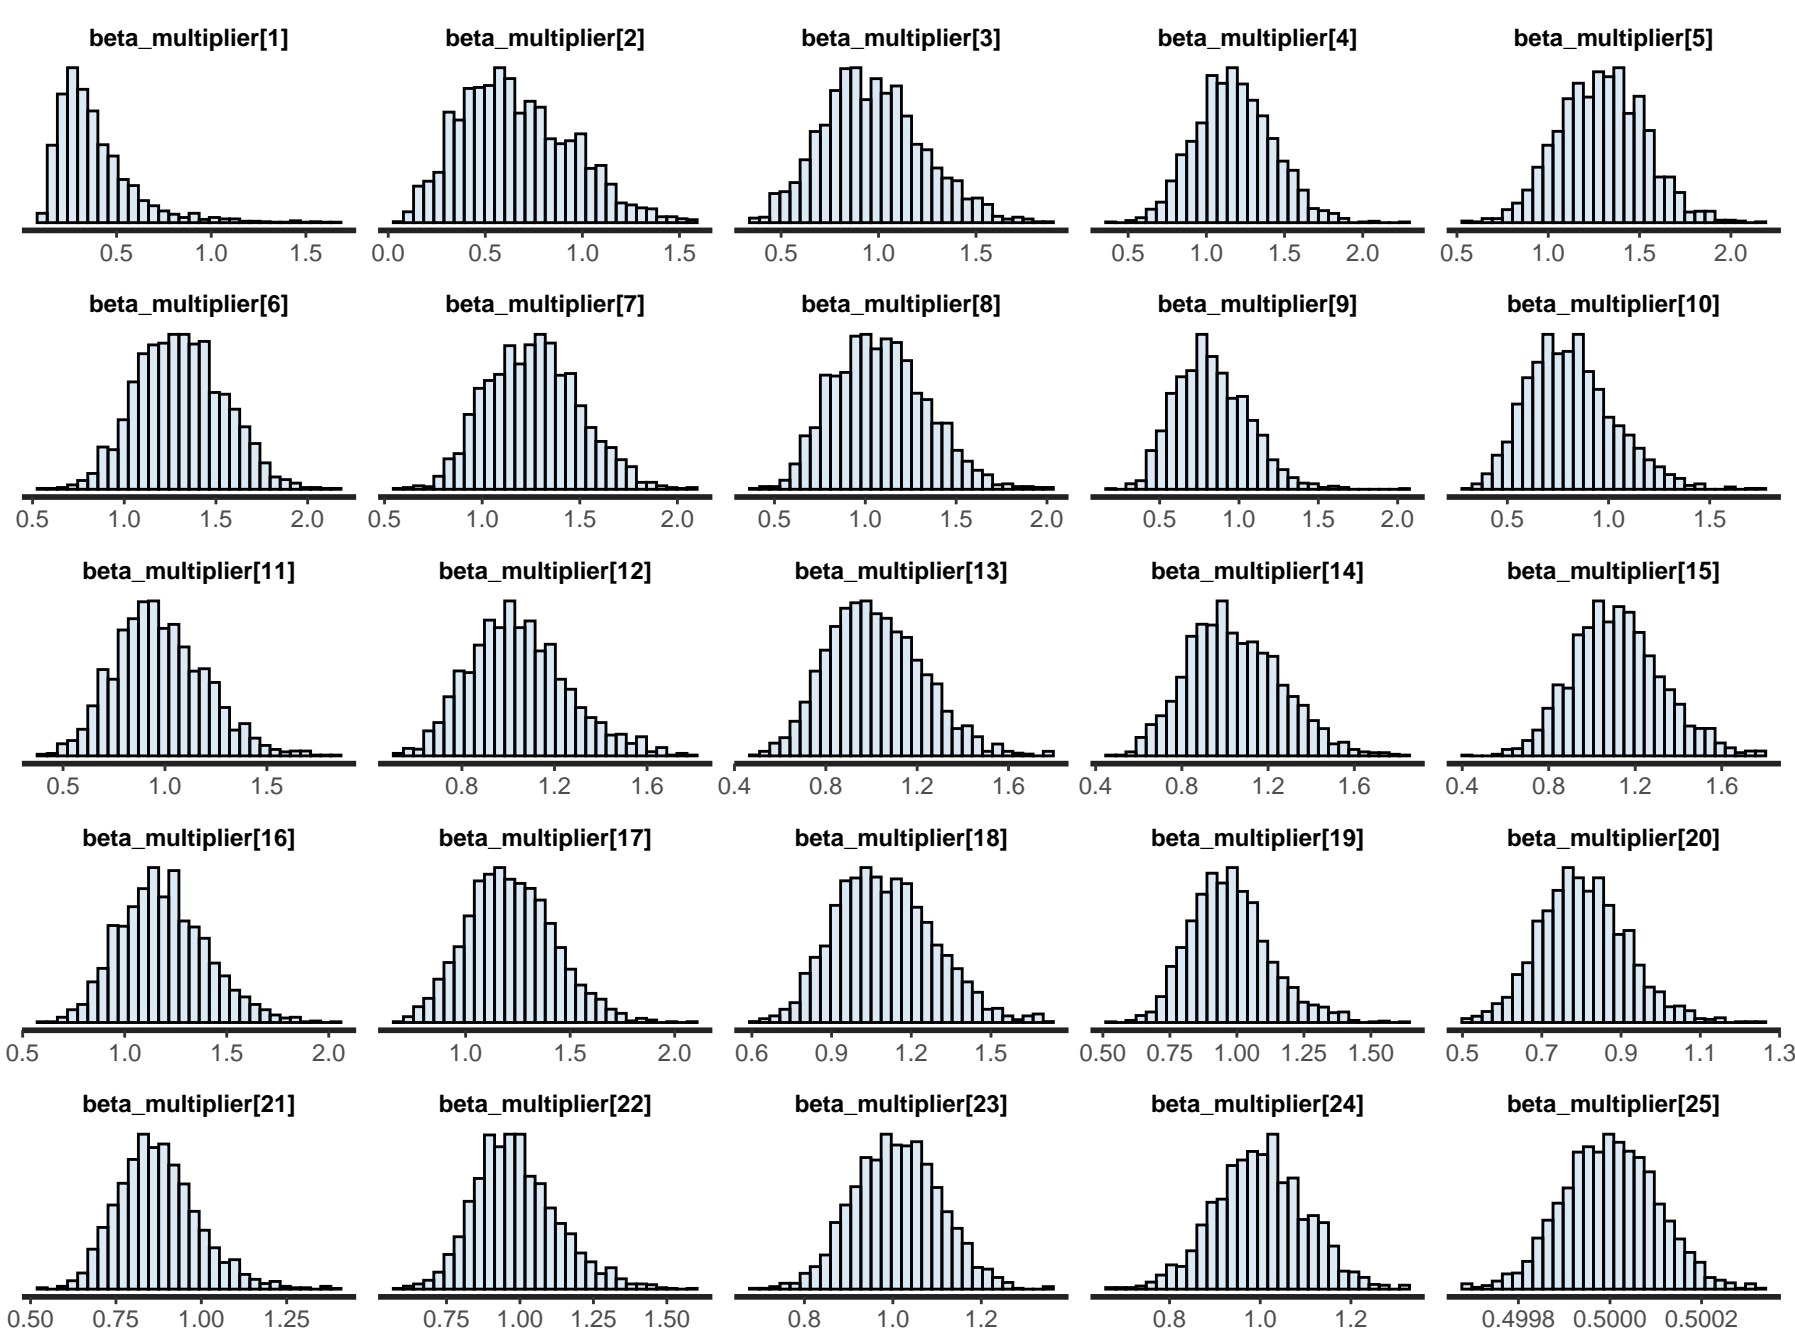 beta_multiplier[1] beta_multiplier[2] beta_multiplier[3] beta_multiplier[4] beta_multiplier[5]
0.5 1.0 1.5 0.0 0.5 1.0 1.5 0.5 1.0 1.5 0.5 1.0 1.5 2.0 0.5 1.0 1.5 2.0
beta_multiplier[6] beta_multiplier[7] beta_multiplier[8] beta_multiplier[9] beta_multiplier[10]
0.5 1.0 1.5 2.0 0.5 1.0 1.5 2.0 0.5 1.0 1.5 2.0 0.5 1.0 1.5 2.0 0.5 1.0 1.5
beta_multiplier[11] beta_multiplier[12] beta_multiplier[13] beta_multiplier[14] beta_multiplier[15]
0.5 1.0 1.5 0.8 1.2 1.6 0.4 0.8 1.2 1.6 0.4 0.8 1.2 1.6 0.4 0.8 1.2 1.6
beta_multiplier[16] beta_multiplier[17] beta_multiplier[18] beta_multiplier[19] beta_multiplier[20]
0.5 1.0 1.5 2.0 1.0 1.5 2.0 0.6 0.9 1.2 1.5 0.50 0.75 1.00 1.25 1.50 0.5 0.7 0.9 1.1 1.3
beta_multiplier[21] beta_multiplier[22] beta_multiplier[23] beta_multiplier[24] beta_multiplier[25]
0.50 0.75 1.00 1.25 0.75 1.00 1.25 1.50 0.8 1.0 1.2 0.8 1.0 1.2 0.4998 0.5000 0.5002